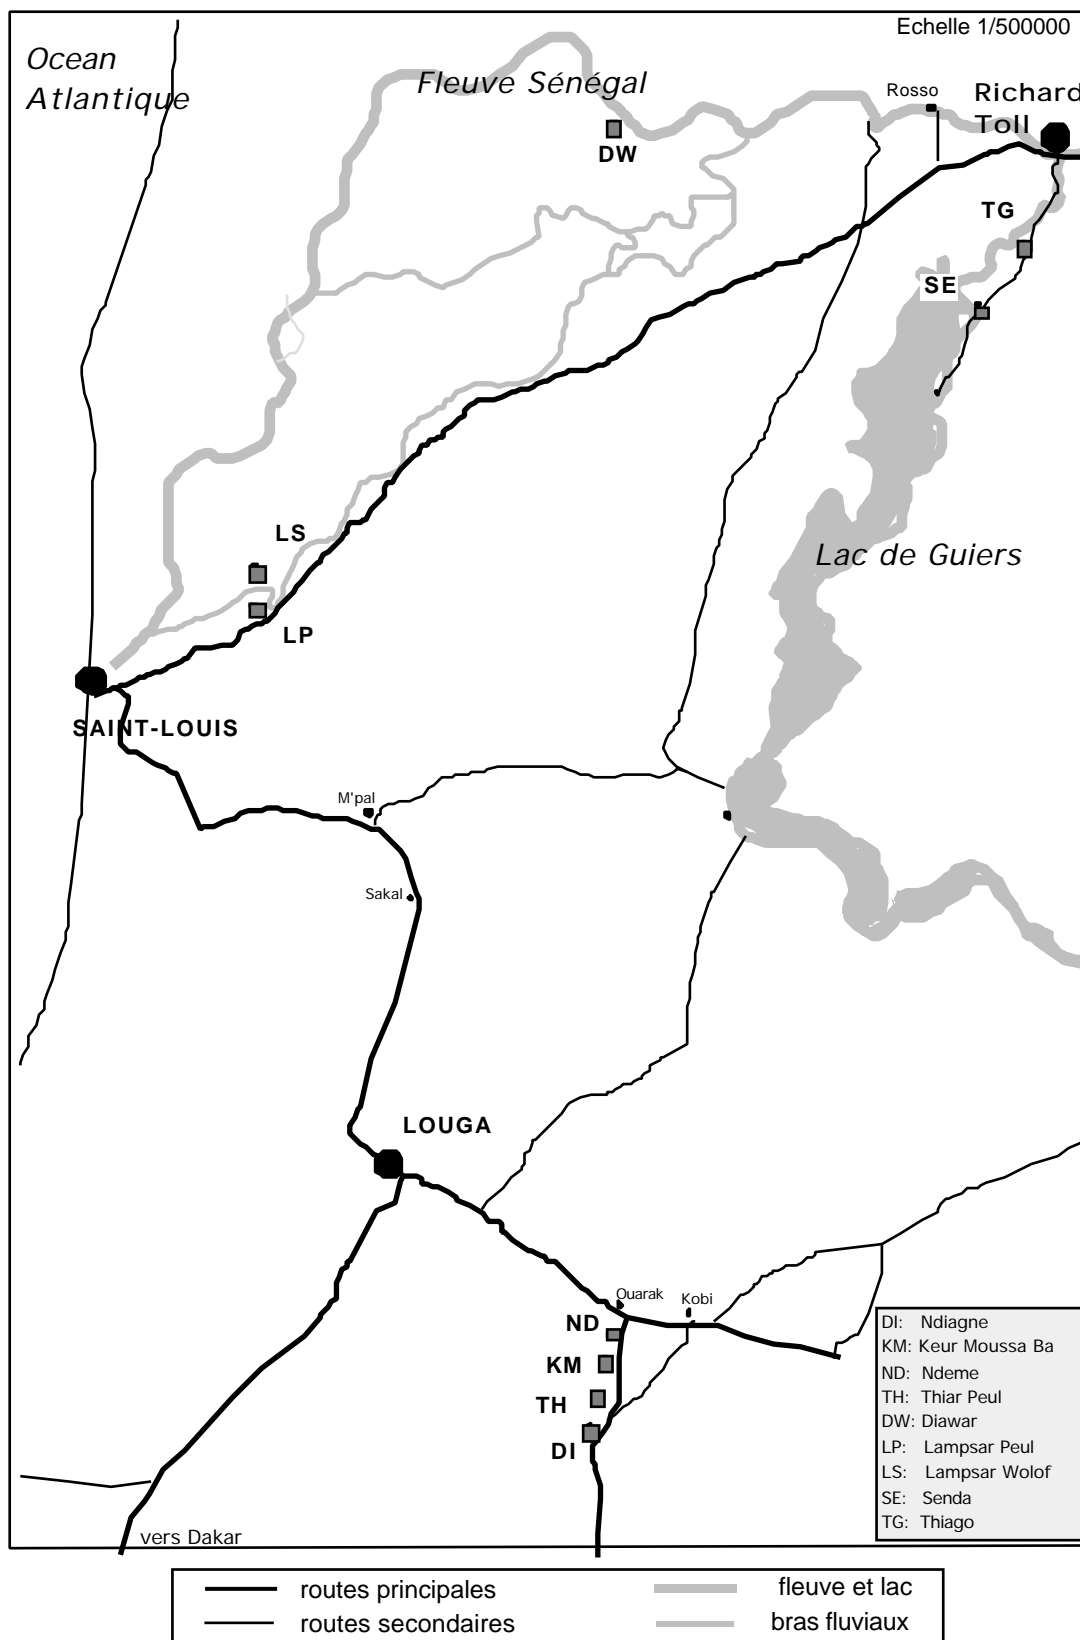 Echelle 1/500000
Ocean
Atlantique
Fleuve Sénégal
Rosso
Richard
Toll
DW
TG
SE
LS
Lac de Guiers
LP
SAINT-LOUIS
M'pal
Sakal
LOUGA
Ouarak
Kobi
ND
KM
TH
DI
DI: Ndiagne
KM: Keur Moussa Ba
ND: Ndeme
TH: Thiar Peul
DW: Diawar
LP: Lampsar Peul
LS: Lampsar Wolof
SE: Senda
TG: Thiago
vers Dakar
routes principales
fleuve et lac
routes secondaires
bras fluviaux